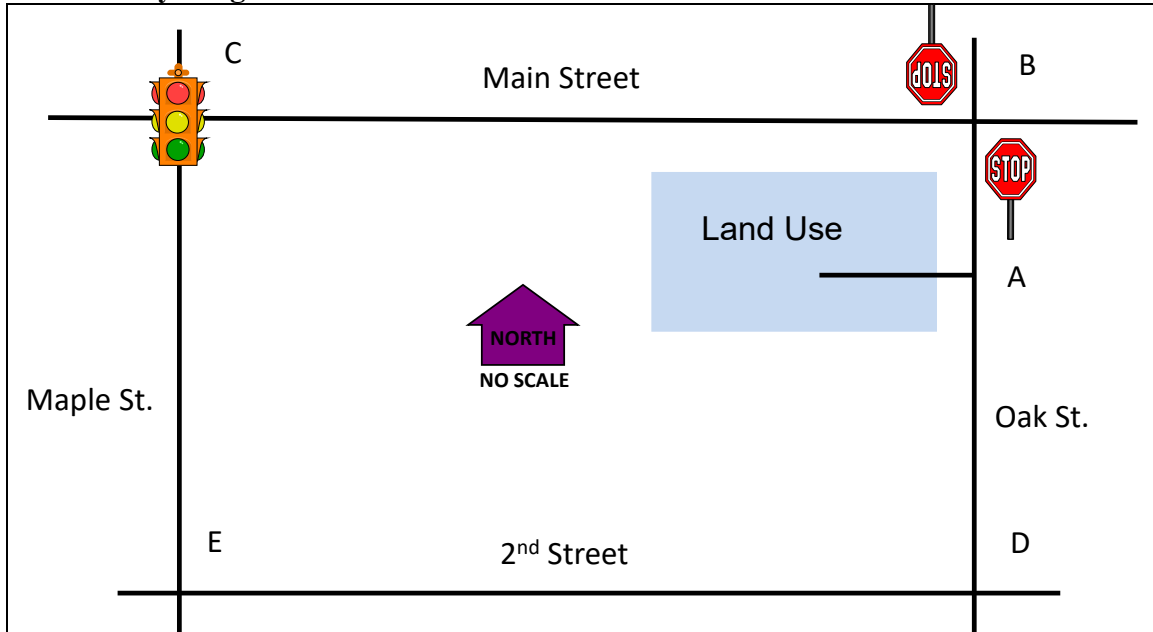 C
Main Street
STOP
B
STOP
Land Use
A
NORTH
NO SCALE
Maple St.
Oak St.
E
2nd Street
D